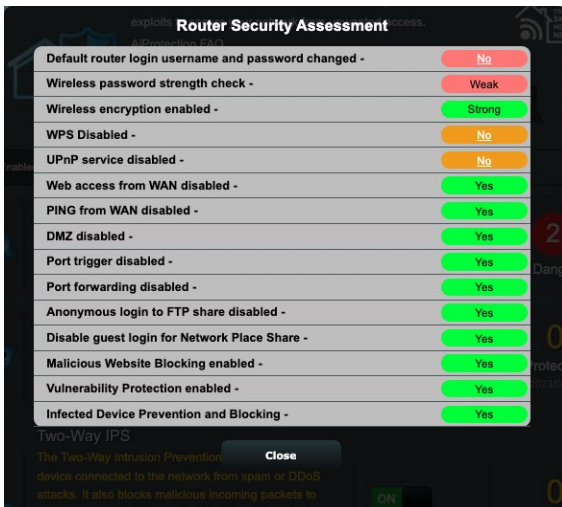 exploits
access.
Router Security Assessment
AiProtection FAQ
Default router login username and password changed - No
Wireless password strength check - Weak
Wireless encryption enabled - Strong
WPS Disabled - No
UPnP service disabled - No
Web access from WAN disabled - Yes
PING from WAN disabled - Yes
DMZ disabled - Yes
Port trigger disabled - Yes
Port forwarding disabled - Yes
Anonymous login to FTP share disabled - Yes
Disable guest login for Network Place Share - Yes
Malicious Website Blocking enabled - Yes
Vulnerability Protection enabled - Yes
Infected Device Prevention and Blocking - Yes
2
Dang
0
Two-Way IPS
The Two-Way Intrusion Prevention
Close
device connected to the network from spam or DDoS
attacks. It also blocks malicious incoming packets to
ON
0